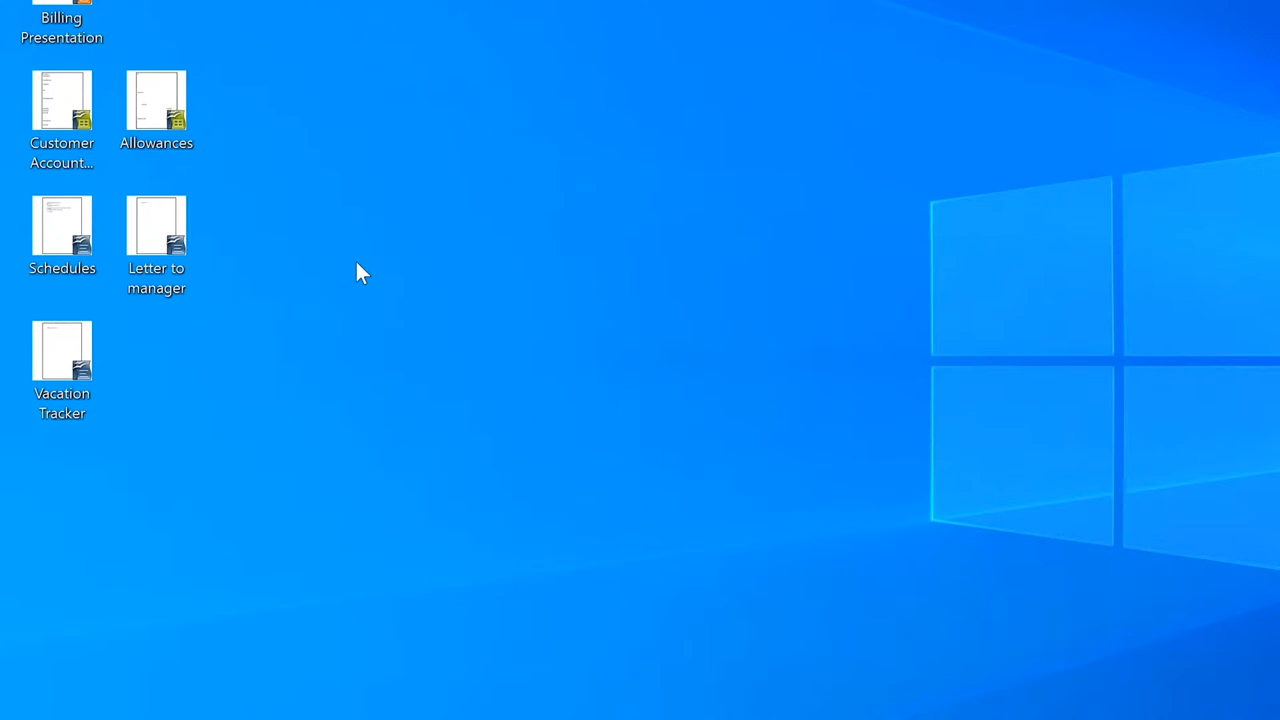 Billing
Presentation
Customer
Account...
Allowances
Schedules
Letter to
manager
Vacation
Tracker